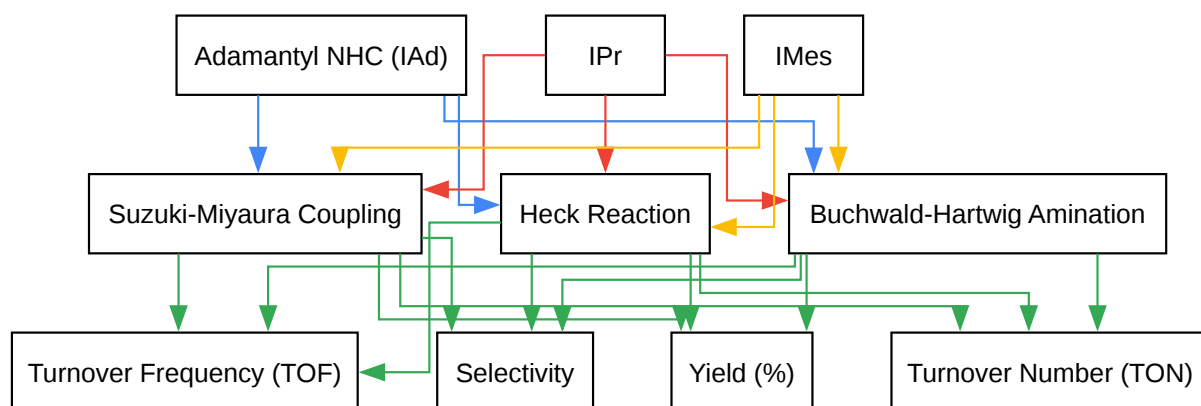 Adamantyl NHC (IAd)
IPr
IMes
Suzuki-Miyaura Coupling
Heck Reaction
Buchwald-Hartwig Amination
Turnover Frequency (TOF)
Selectivity
Yield (%)
Turnover Number (TON)